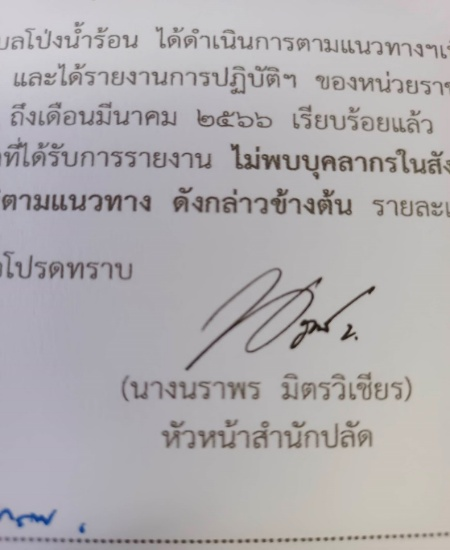 บลโป่งน้ำร้อน ได้ดำเนินการตามแนวทางฯ
และได้รายงานการปฏิบัติฯ ของหน่วยราช
ถึงเดือนมีนาคม ๒๕๖๖ เรียบร้อยแล้ว
ที่ได้รับการรายงาน ไม่พบบุคลากรในสัง
ตามแนวทาง ดังกล่าวข้างต้น รายละเ
โปรดทราบ
(นางนราพร มิตรวิเชียร)
หัวหน้าสำนักปลัด